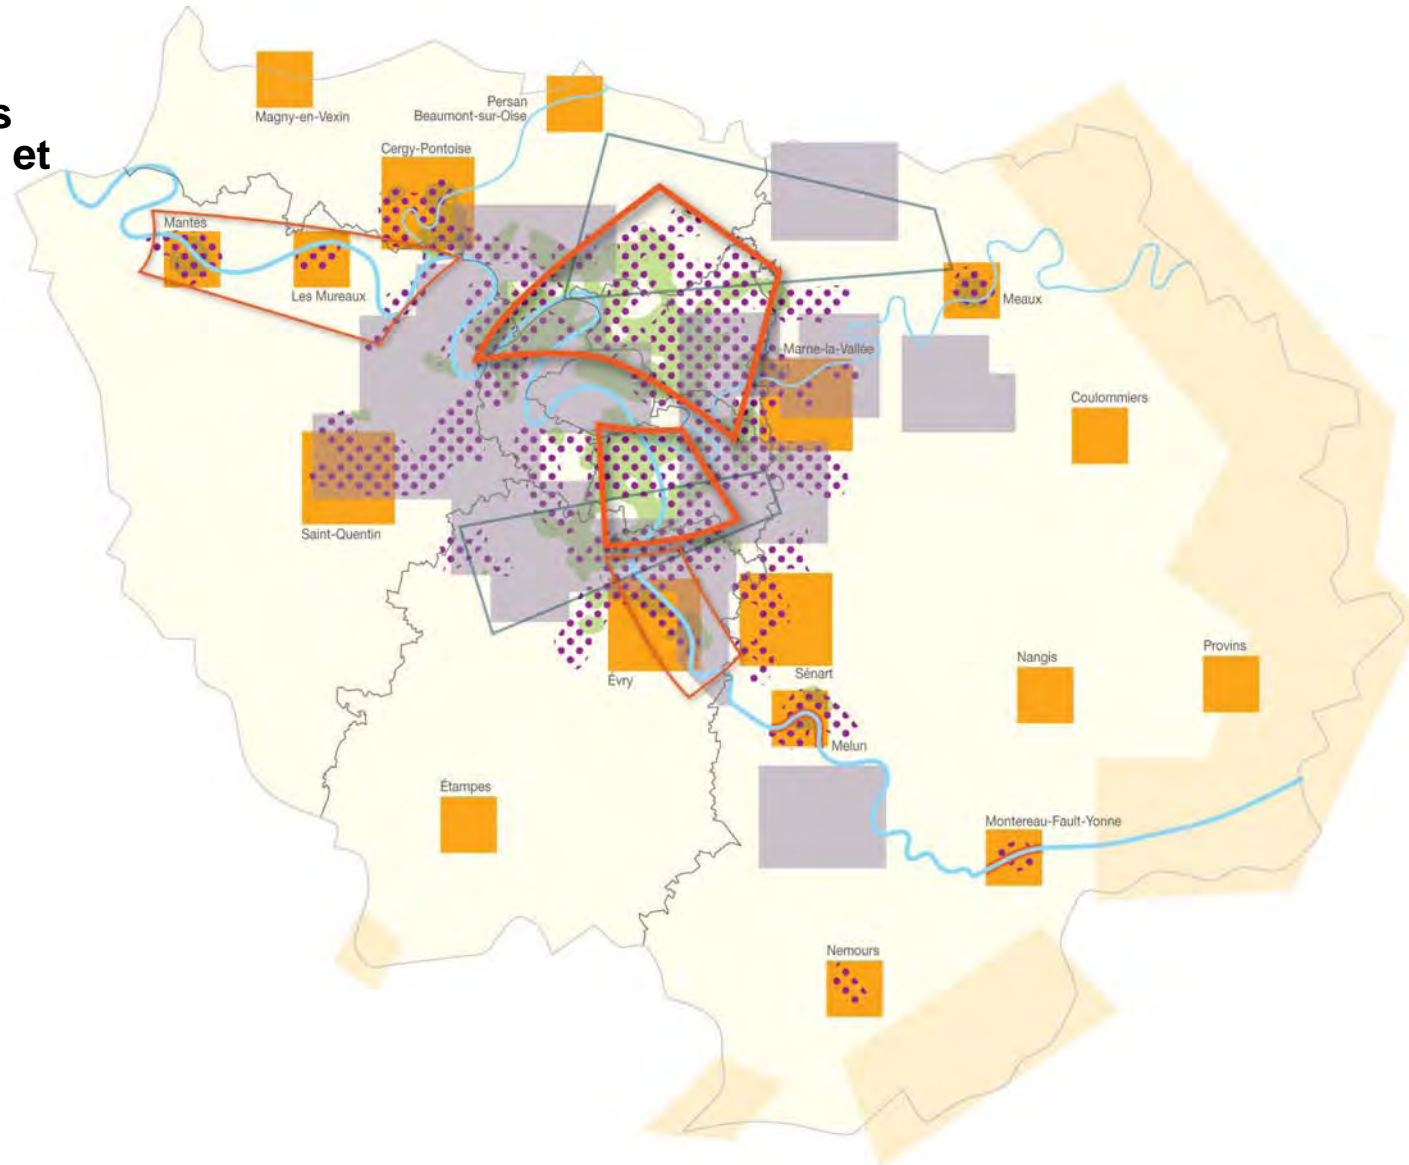 s
et
Persan
Beaumont-sur-Oise
Magny-en-Vexin
Cergy-Pontoise
Mantes
Les Mureaux
Meaux
Marne-la-Vallée
Coulommiers
Saint-Quentin
Provins
Nangis
Sénart
Évry
Melun
Étampes
Montereau-Fault-Yonne
Nemours